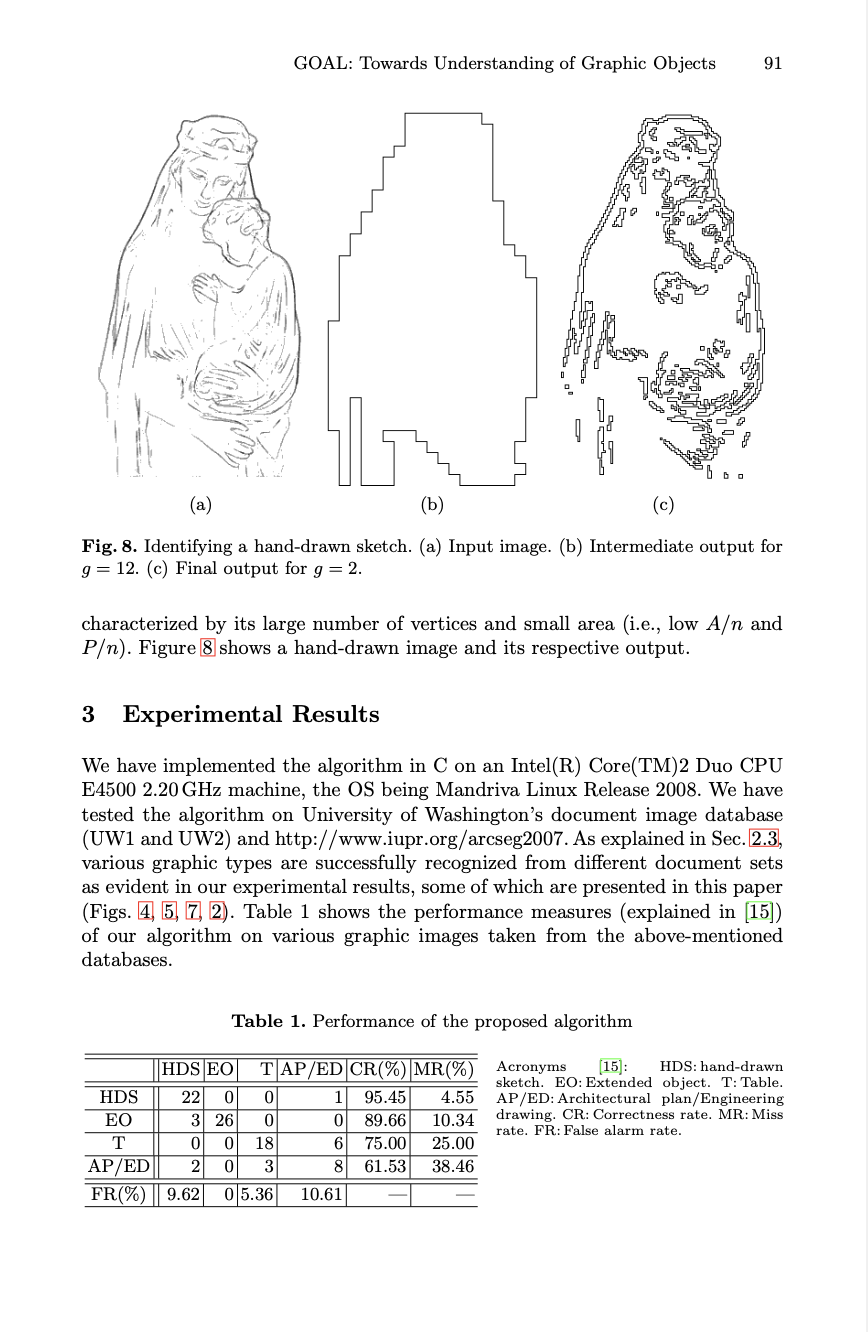 GOAL: Towards Understanding of Graphic Objects 91
(a) (b) (c)
Fig. 8. Identifying a hand-drawn sketch. (a) Input image. (b) Intermediate output for
g = 12. (c) Final output for g = 2.
characterized by its large number of vertices and small area (i.e., low A/n and
P/n). Figure 8 shows a hand-drawn image and its respective output.
3 Experimental Results
We have implemented the algorithm in C on an Intel(R) Core(TM)2 Duo CPU
E4500 2.20 GHz machine, the OS being Mandriva Linux Release 2008. We have
tested the algorithm on University of Washington's document image database
(UW1 and UW2) and http://www.iupr.org/arcseg2007. As explained in Sec. 2.3,
various graphic types are successfully recognized from different document sets
as evident in our experimental results, some of which are presented in this paper
(Figs. 4, 5, 7, 2). Table 1 shows the performance measures (explained in [15])
of our algorithm on various graphic images taken from the above-mentioned
databases.
Table 1. Performance of the proposed algorithm
HDS EO T AP/ED CR(%) MR(%)
HDS 22 0 0 1 95.45 4.55
EO 3 26 0 0 89.66 10.34
T 0 0 18 6 75.00 25.00
AP/ED 2 0 3 8 61.53 38.46
FR(%) 9.62 0 5.36 10.61 — —
Acronyms [15]: HDS: hand-drawn
sketch. EO: Extended object. T: Table.
AP/ED: Architectural plan/Engineering
drawing. CR: Correctness rate. MR: Miss
rate. FR: False alarm rate.